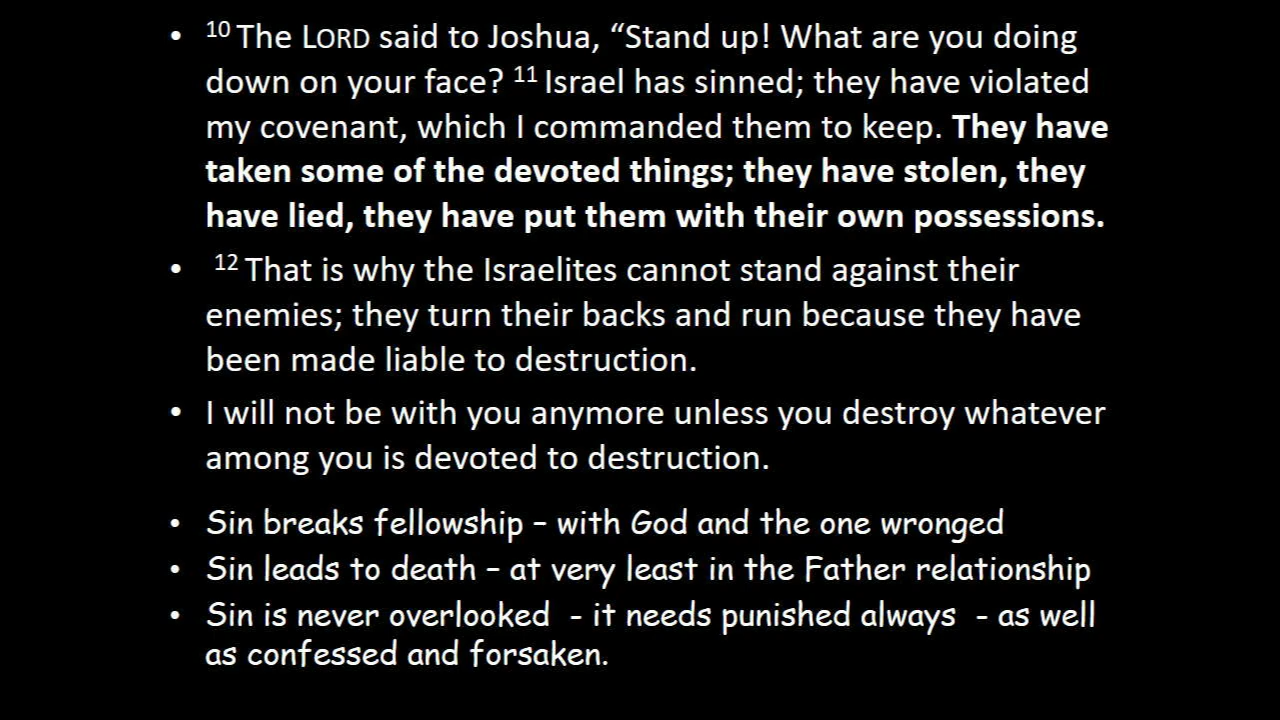 • ¹⁰ The LORD said to Joshua, “Stand up! What are you doing
down on your face? ¹¹ Israel has sinned; they have violated
my covenant, which I commanded them to keep. They have
taken some of the devoted things; they have stolen, they
have lied, they have put them with their own possessions.
• ¹² That is why the Israelites cannot stand against their
enemies; they turn their backs and run because they have
been made liable to destruction.
• I will not be with you anymore unless you destroy whatever
among you is devoted to destruction.
• Sin breaks fellowship – with God and the one wronged
• Sin leads to death – at very least in the Father relationship
• Sin is never overlooked - it needs punished always - as well
as confessed and forsaken.